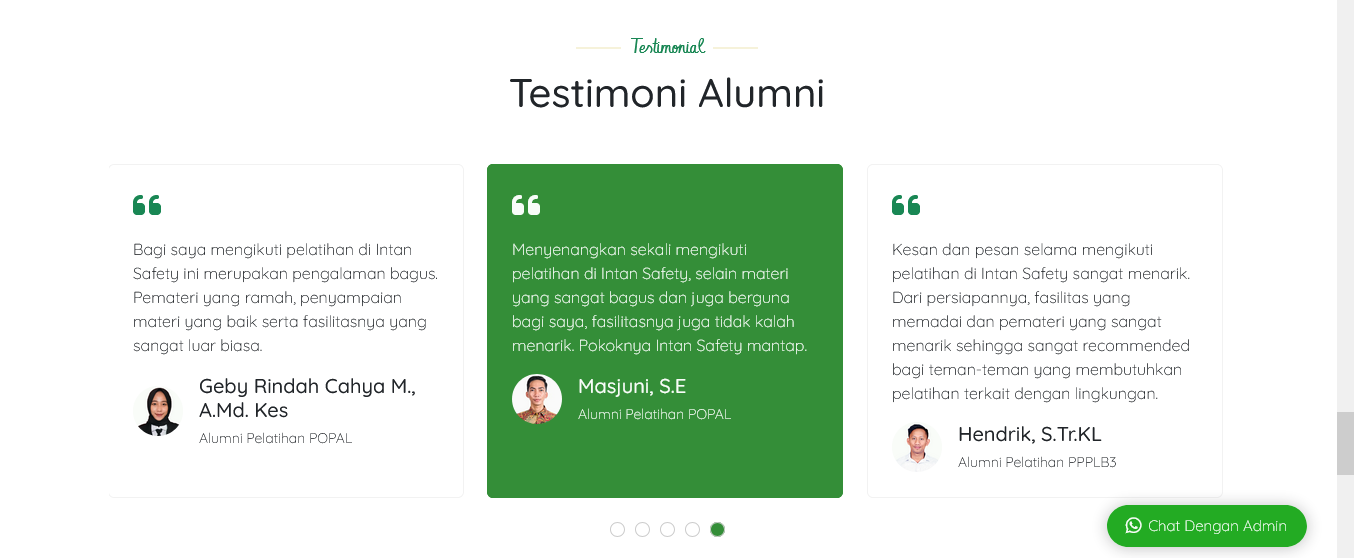 Testimonial
Testimoni Alumni
Bagi saya mengikuti pelatihan di Intan
Safety ini merupakan pengalaman bagus.
Pemateri yang ramah, penyampaian
materi yang baik serta fasilitasnya yang
sangat luar biasa.
Geby Rindah Cahya M.,
A.Md. Kes
Alumni Pelatihan POPAL
Menyenangkan sekali mengikuti
pelatihan di Intan Safety, selain materi
yang sangat bagus dan juga berguna
bagi saya, fasilitasnya juga tidak kalah
menarik. Pokoknya Intan Safety mantap.
Masjuni, S.E
Alumni Pelatihan POPAL
Kesan dan pesan selama mengikuti
pelatihan di Intan Safety sangat menarik.
Dari persiapannya, fasilitas yang
memadai dan pemateri yang sangat
menarik sehingga sangat recommended
bagi teman-teman yang membutuhkan
pelatihan terkait dengan lingkungan.
Hendrik, S.Tr.KL
Alumni Pelatihan PPPLB3
Chat Dengan Admin